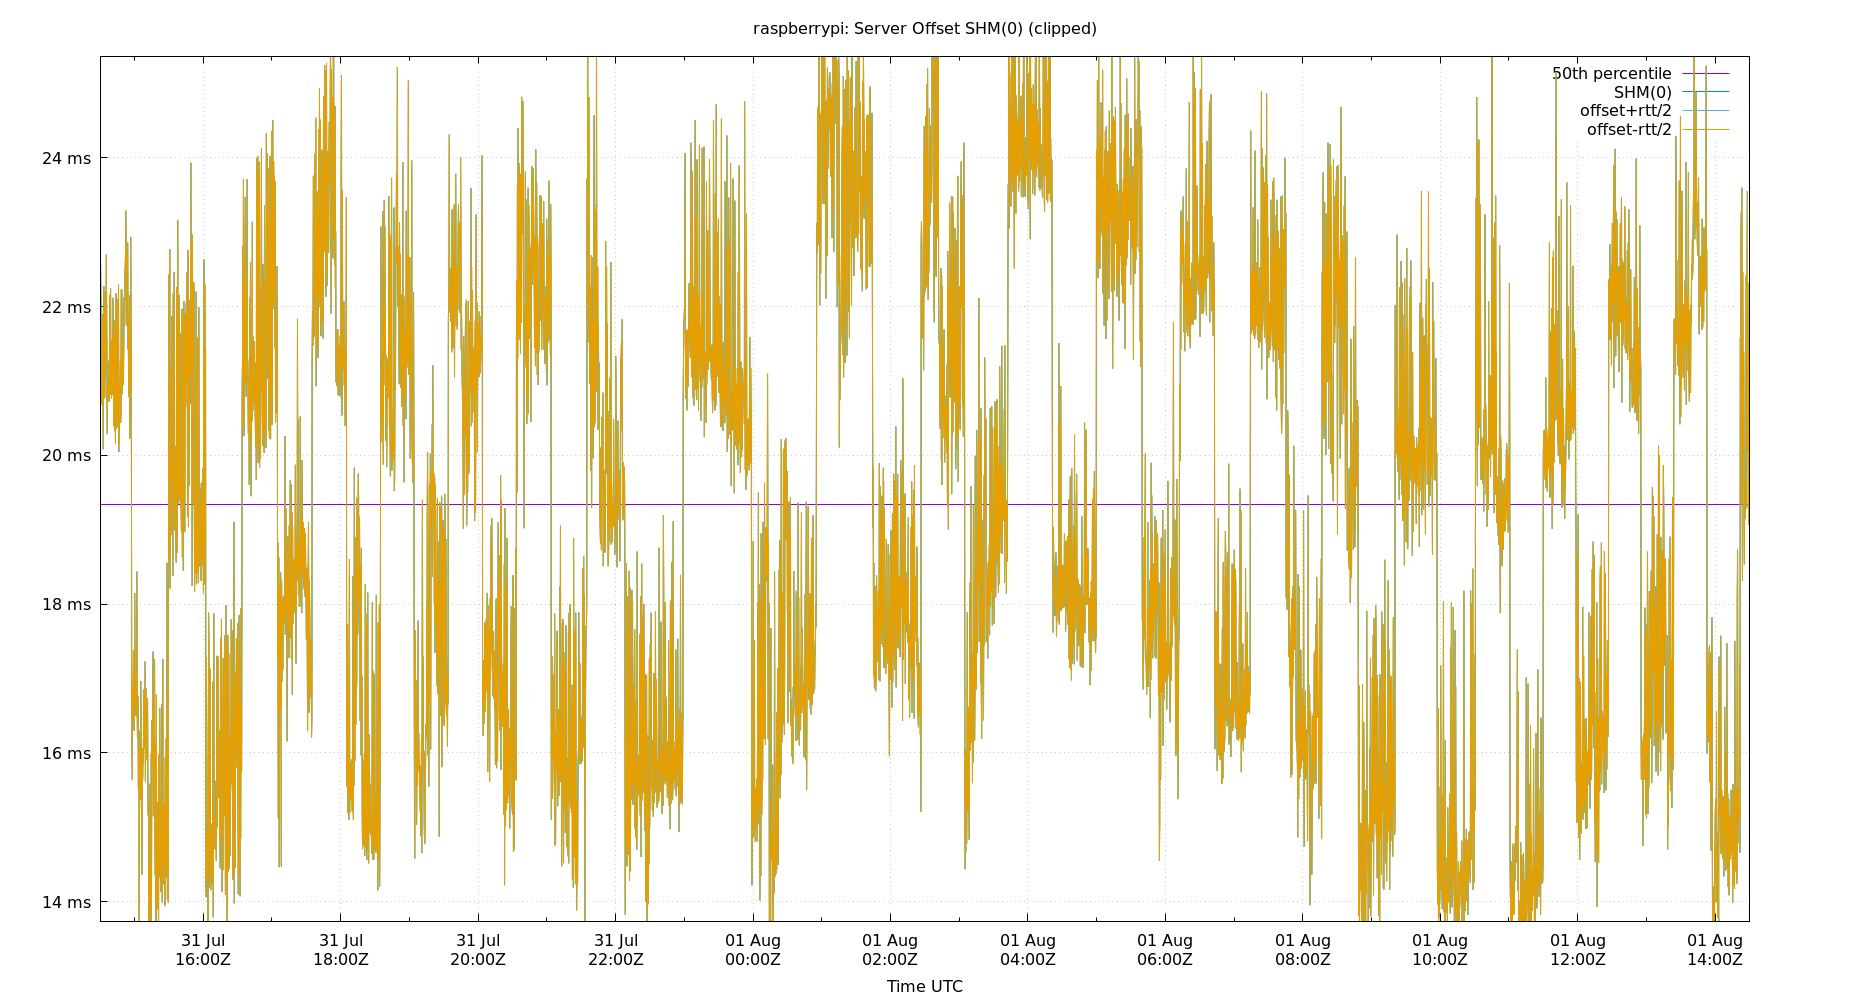 raspberrypi: Server Offset SHM(0) (clipped)
50th percentile
SHM(0)
offset+rtt/2
offset-rtt/2
24 ms
22 ms
20 ms
18 ms
16 ms
14 ms
31 Jul 31 Jul 31 Jul 31 Jul 01 Aug 01 Aug 01 Aug 01 Aug 01 Aug 01 Aug 01 Aug 01 Aug
16:00Z 18:00Z 20:00Z 22:00Z 00:00Z 02:00Z 04:00Z 06:00Z 08:00Z 10:00Z 12:00Z 14:00Z
Time UTC